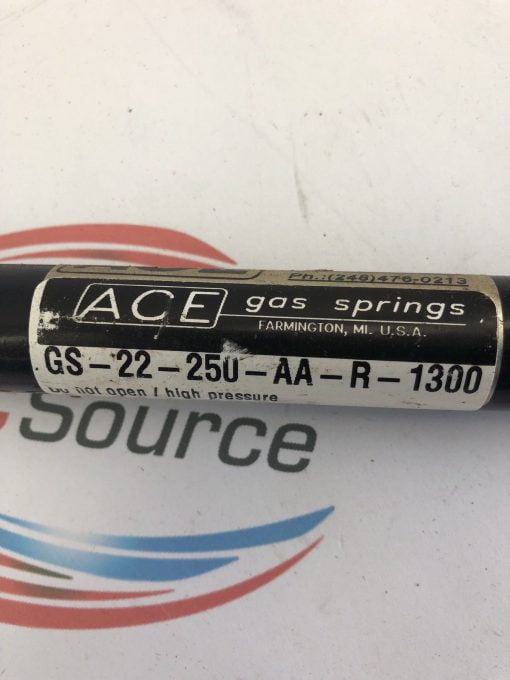 Ph.:(248)476-0213
ACE gas springs
FARMINGTON, MI. U.S.A.
GS-22-250-AA-R-1300
Do not open / high pressure
Source